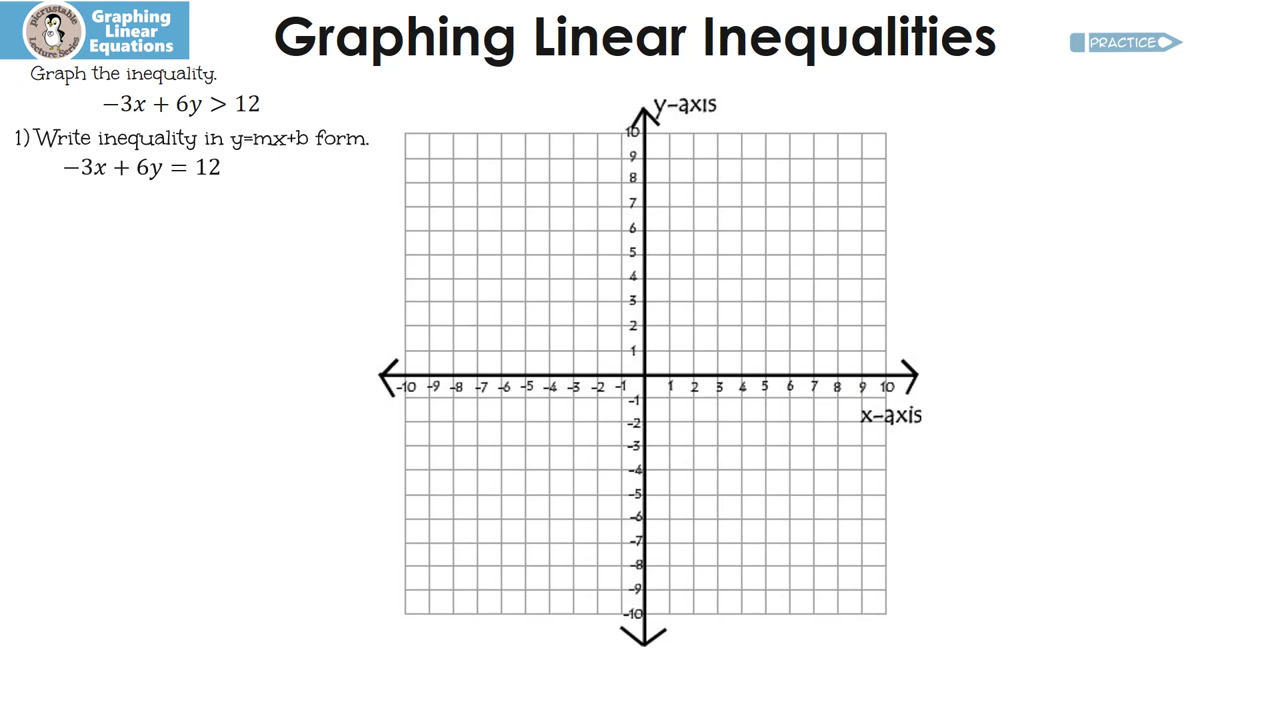 picrustable
Lecture Series
Graphing
Linear
Equations
Graphing Linear Inequalities
PRACTICE
Graph the inequality.
−3x + 6y > 12
1) Write inequality in y=mx+b form.
−3x + 6y = 12
y-axis
10
9
8
7
6
5
4
3
2
1
-10 -9 -8 -7 -6 -5 -4 -3 -2 -1 1 2 3 4 5 6 7 8 9 10
x-axis
-1
-2
-3
-4
-5
-6
-7
-8
-9
-10